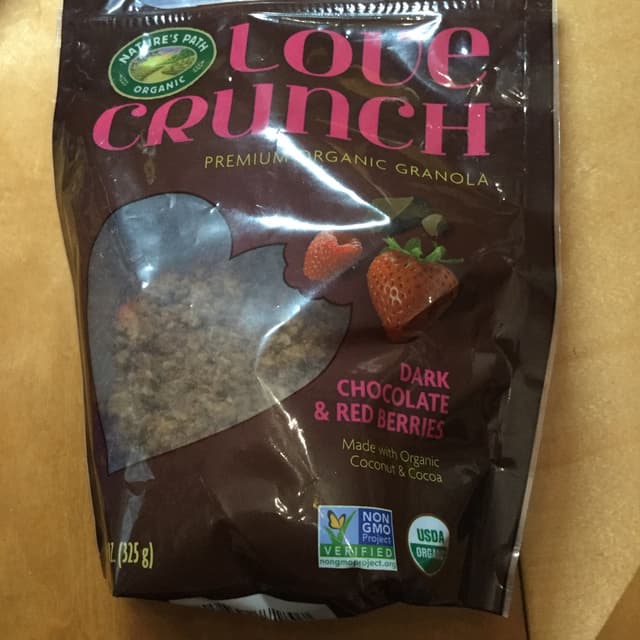 NATURE'S PATH
ORGANIC
LOVE
CRUNCH
PREMIUM ORGANIC GRANOLA
DARK
CHOCOLATE
& RED BERRIES
Made with Organic
Coconut & Cocoa
NON
GMO
Project
VERIFIED
nongmoproject.org
USDA
ORGANIC
Z. (325 g)